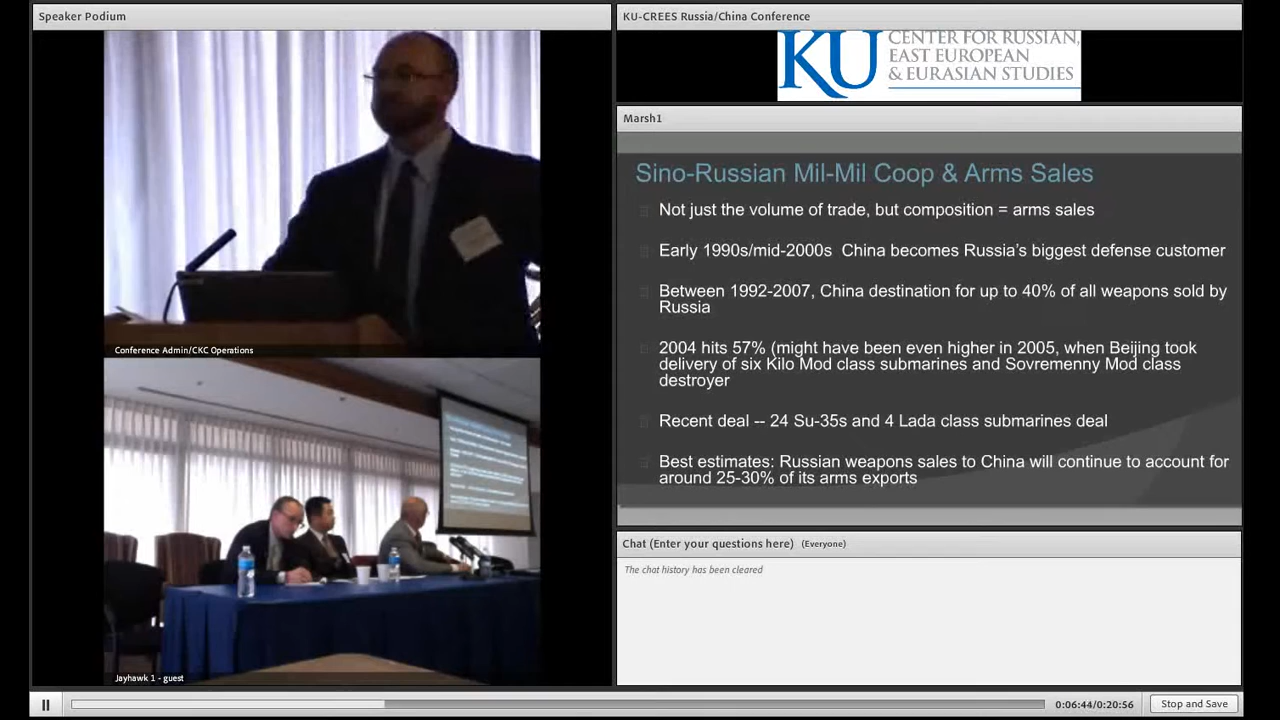 Speaker Podium
Conference Admin/CKC Operations
Jayhawk 1 - guest
KU-CREES Russia/China Conference
KU
CENTER FOR RUSSIAN,
EAST EUROPEAN
& EURASIAN STUDIES
Marsh1
Sino-Russian Mil-Mil Coop & Arms Sales
Not just the volume of trade, but composition = arms sales
Early 1990s/mid-2000s China becomes Russia's biggest defense customer
Between 1992-2007, China destination for up to 40% of all weapons sold by
Russia
2004 hits 57% (might have been even higher in 2005, when Beijing took
delivery of six Kilo Mod class submarines and Sovremenny Mod class
destroyer
Recent deal -- 24 Su-35s and 4 Lada class submarines deal
Best estimates: Russian weapons sales to China will continue to account for
around 25-30% of its arms exports
Chat (Enter your questions here) (Everyone)
The chat history has been cleared
0:06:44/0:20:56
Stop and Save